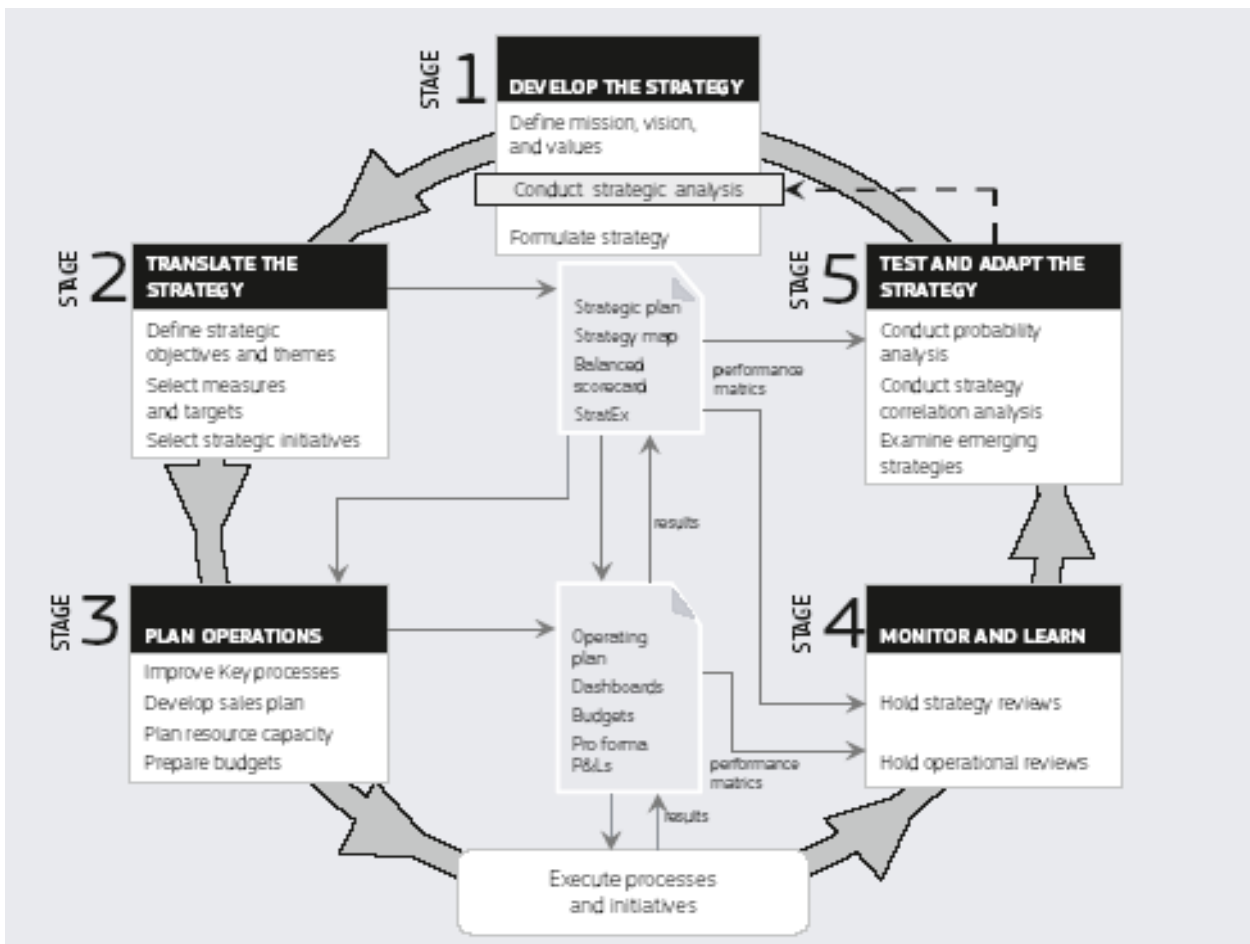 STAGE 1
DEVELOP THE STRATEGY
Define mission, vision,
and values
Conduct strategic analysis
Formulate strategy
STAGE 2
TRANSLATE THE
STRATEGY
Define strategic
objectives and themes
Select measures
and targets
Select strategic initiatives
Strategic plan
Strategy map
Balanced
scorecard
StratEx
performance
matrics
STAGE 5
TEST AND ADAPT THE
STRATEGY
Conduct probability
analysis
Conduct strategy
correlation analysis
Examine emerging
strategies
results
STAGE 3
PLAN OPERATIONS
Improve Key processes
Develop sales plan
Plan resource capacity
Prepare budgets
Operating
plan
Dashboards
Budgets
Pro forma
P&Ls
performance
matrics
results
STAGE 4
MONITOR AND LEARN
Hold strategy reviews
Hold operational reviews
Execute processes
and initiatives